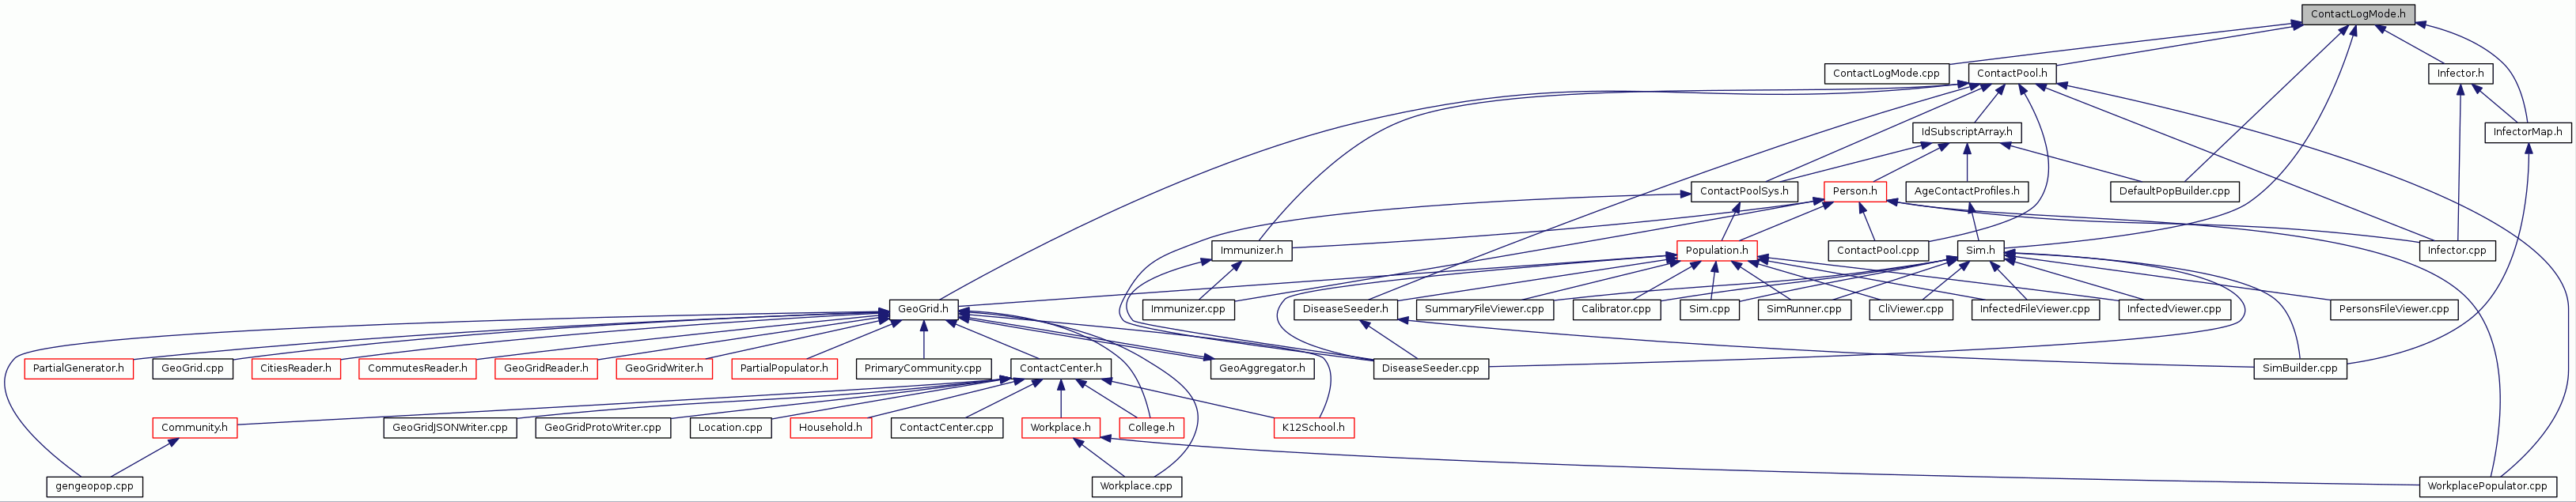 ContactLogMode.h
ContactLogMode.cpp
ContactPool.h
Infector.h
IdSubscriptArray.h
InfectorMap.h
ContactPoolSys.h
Person.h
AgeContactProfiles.h
DefaultPopBuilder.cpp
Immunizer.h
Population.h
ContactPool.cpp
Sim.h
Infector.cpp
GeoGrid.h
Immunizer.cpp
DiseaseSeeder.h
SummaryFileViewer.cpp
Calibrator.cpp
Sim.cpp
SimRunner.cpp
CliViewer.cpp
InfectedFileViewer.cpp
InfectedViewer.cpp
PersonsFileViewer.cpp
PartialGenerator.h
GeoGrid.cpp
CitiesReader.h
CommutesReader.h
GeoGridReader.h
GeoGridWriter.h
PartialPopulator.h
PrimaryCommunity.cpp
ContactCenter.h
GeoAggregator.h
DiseaseSeeder.cpp
SimBuilder.cpp
Community.h
GeoGridJSONWriter.cpp
GeoGridProtoWriter.cpp
Location.cpp
Household.h
ContactCenter.cpp
Workplace.h
College.h
K12School.h
gengeopop.cpp
Workplace.cpp
WorkplacePopulator.cpp